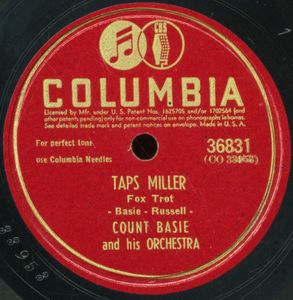 CBS
COLUMBIA
Licensed by Mfr. under U. S. Patent Nos. 1625705 and/or 1702564 (and
other patents pending) only for non-commercial use on phonographs in homes.
See detailed trade mark and patent notices on envelope. Made in U. S. A.
For perfect tone
use Columbia Needles
36831
TAPS MILLER
Fox Trot
- Basie - Russell -
COUNT BASIE
and his ORCHESTRA